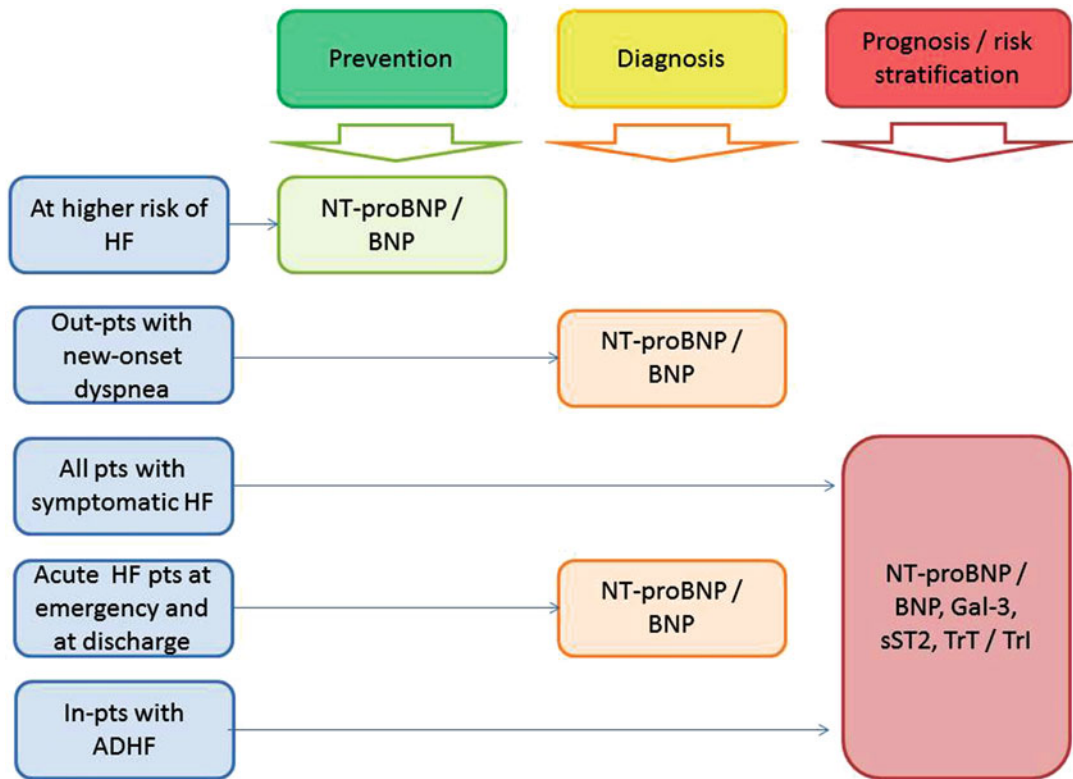 Prevention
Diagnosis
Prognosis / risk
stratification
At higher risk of
HF
NT-proBNP /
BNP
Out-pts with
new-onset
dyspnea
NT-proBNP /
BNP
All pts with
symptomatic HF
Acute HF pts at
emergency and
at discharge
NT-proBNP /
BNP
NT-proBNP /
BNP, Gal-3,
sST2, TrT / TrI
In-pts with
ADHF